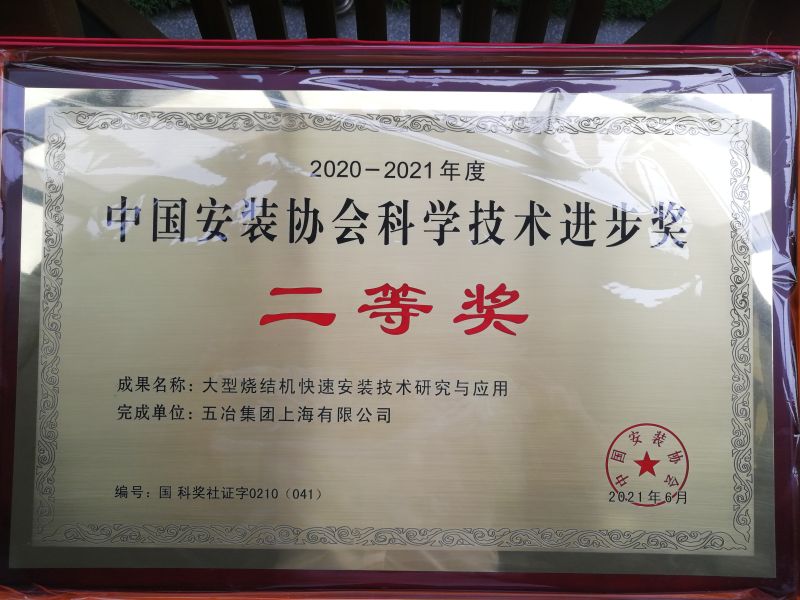 2020-2021年度
中国安装协会科学技术进步奖
二等奖
成果名称：大型烧结机快速安装技术研究与应用
完成单位：五冶集团上海有限公司
中国安装协会
编号：国 科奖社证字0210（041）
2021年6月